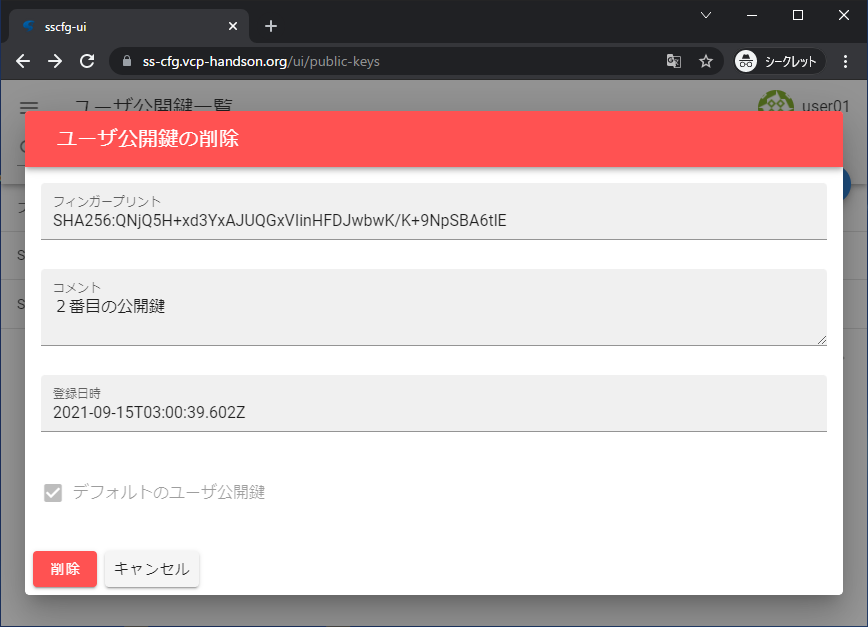 sscfg-ui
ss-cfg.vcp-handson.org/ui/public-keys
シークレット
ユーザ公開鍵一覧
user01
ユーザ公開鍵の削除
フィンガープリント
SHA256:QNjQ5H+xd3YxAJUQGxVIinHFDJwbwK/K+9NpSBA6tIE
コメント
２番目の公開鍵
登録日時
2021-09-15T03:00:39.602Z
デフォルトのユーザ公開鍵
削除
キャンセル